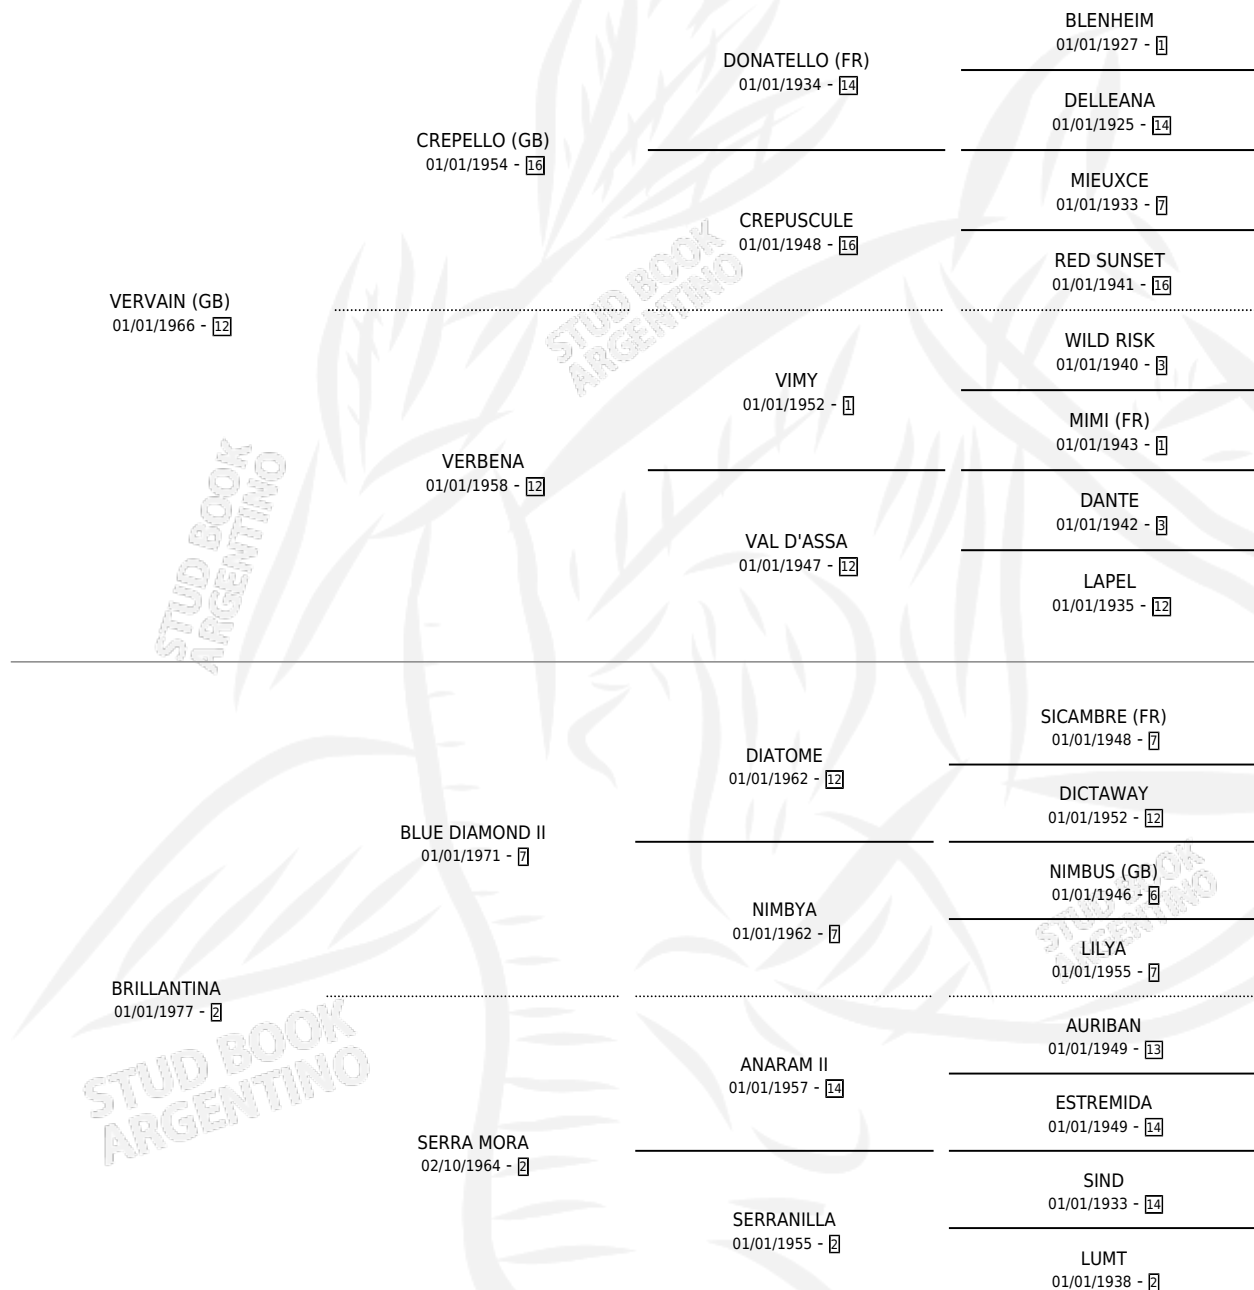 BLENHEIM
01/01/1927 - 1
DONATELLO (FR)
01/01/1934 - 14
DELLEANA
01/01/1925 - 14
CREPELLO (GB)
01/01/1954 - 16
MIEUXCE
01/01/1933 - 7
CREPUSCULE
01/01/1948 - 16
RED SUNSET
01/01/1941 - 16
VERVAIN (GB)
01/01/1966 - 12
WILD RISK
01/01/1940 - 3
VIMY
01/01/1952 - 1
MIMI (FR)
01/01/1943 - 1
VERBENA
01/01/1958 - 12
DANTE
01/01/1942 - 3
VAL D'ASSA
01/01/1947 - 12
LAPEL
01/01/1935 - 12
SICAMBRE (FR)
01/01/1948 - 7
DIATOME
01/01/1962 - 12
DICTAWAY
01/01/1952 - 12
BLUE DIAMOND II
01/01/1971 - 7
NIMBUS (GB)
01/01/1946 - 6
NIMBYA
01/01/1962 - 7
LILYA
01/01/1955 - 7
BRILLANTINA
01/01/1977 - 2
AURIBAN
01/01/1949 - 13
ANARAM II
01/01/1957 - 14
ESTREMIDA
01/01/1949 - 14
SERRA MORA
02/10/1964 - 2
SIND
01/01/1933 - 14
SERRANILLA
01/01/1955 - 2
LUMT
01/01/1938 - 2
STUD BOOK
ARGENTINO
STUD BOOK
ARGENTINO
STUD BOOK
ARGENTINO
STUD BOOK
ARGENTINO